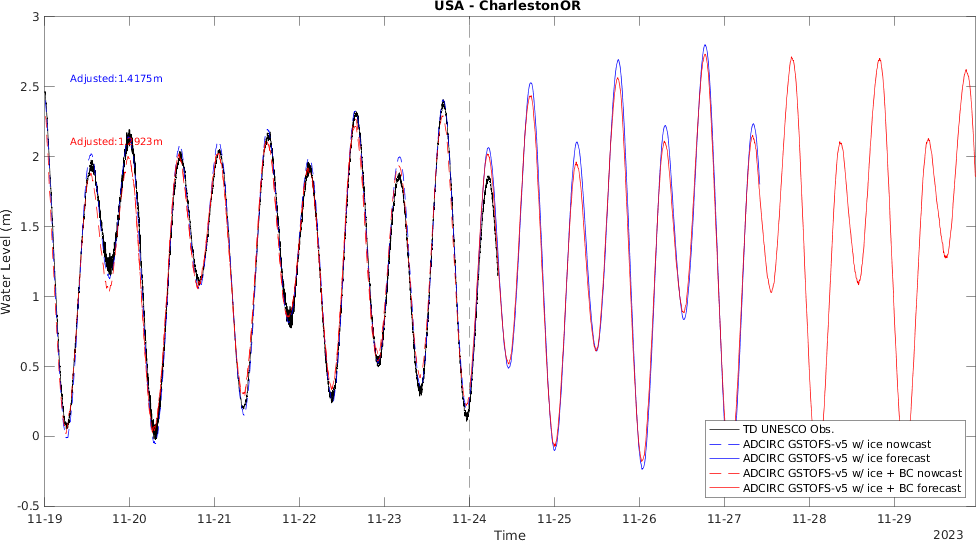 USA - CharlestonOR
3
2.5
2
1.5
1
0.5
0
-0.5
Water Level (m)
Adjusted:1.4175m
11-19
11-20
11-21
11-22
11-23
11-24
11-25
11-26
11-27
11-28
11-29
Time
2023
TD UNESCO Obs.
ADCIRC GSTOFS-v5 w/ ice nowcast
ADCIRC GSTOFS-v5 w/ ice forecast
ADCIRC GSTOFS-v5 w/ ice + BC nowcast
ADCIRC GSTOFS-v5 w/ ice + BC forecast